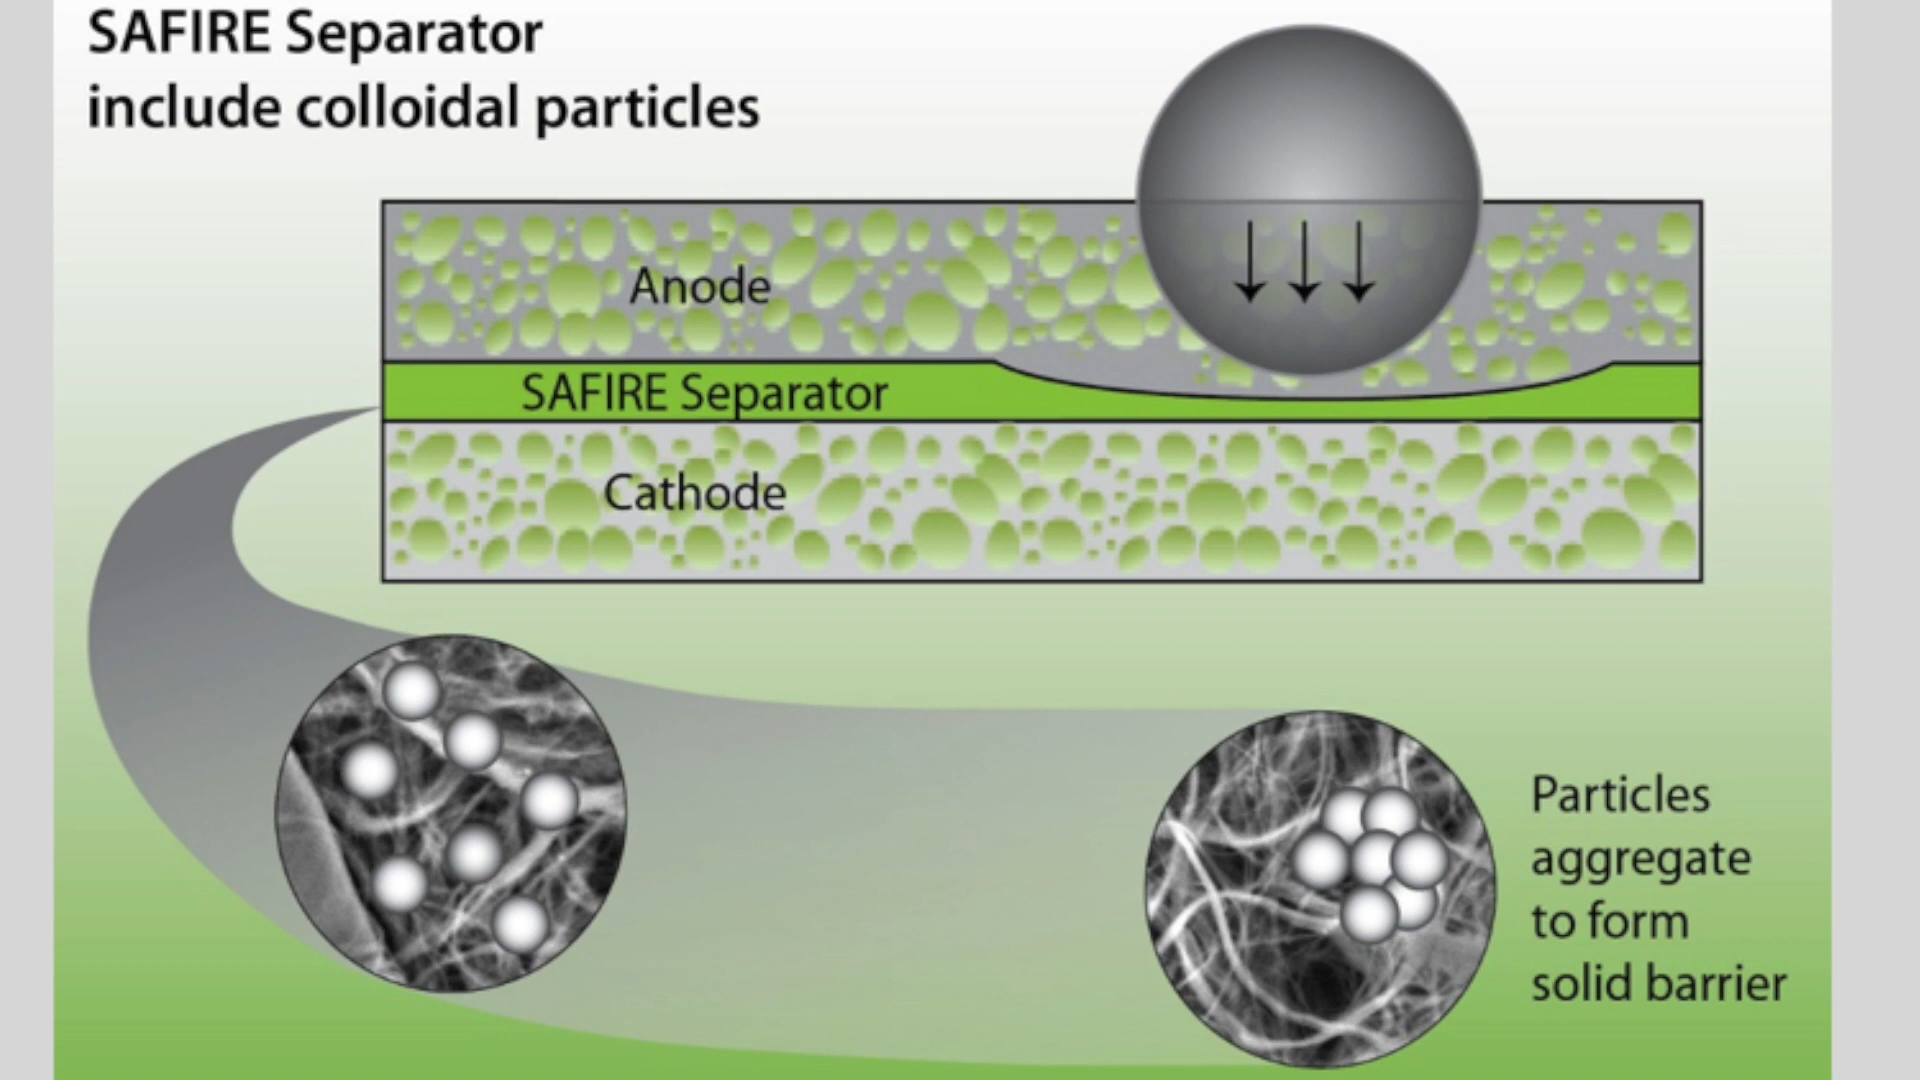 SAFIRE Separator
include colloidal particles
Anode
SAFIRE Separator
Cathode
Particles
aggregate
to form
solid barrier